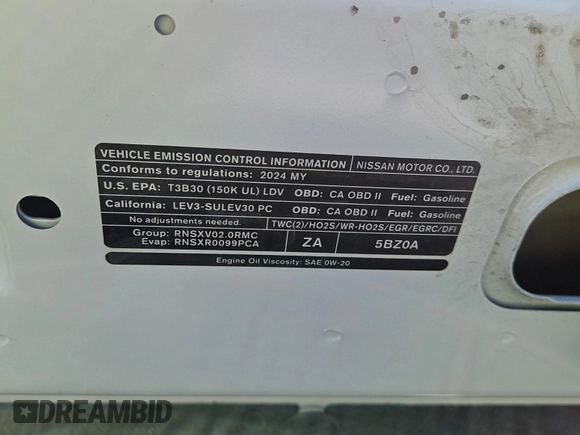 VEHICLE EMISSION CONTROL INFORMATION NISSAN MOTOR CO., LTD.
Conforms to regulations: 2024 MY
U.S. EPA: T3B30 (150K UL) LDV OBD: CA OBD II Fuel: Gasoline
California: LEV3-SULEV30 PC OBD: CA OBD II Fuel: Gasoline
No adjustments needed. TWC(2)/HO2S/WR-HO2S/EGR/EGRC/DFI
Group: RNSXV02.0RMC
Evap: RNSXR0099PCA
ZA 5BZ0A
Engine Oil Viscosity: SAE 0W-20
DREAMBID